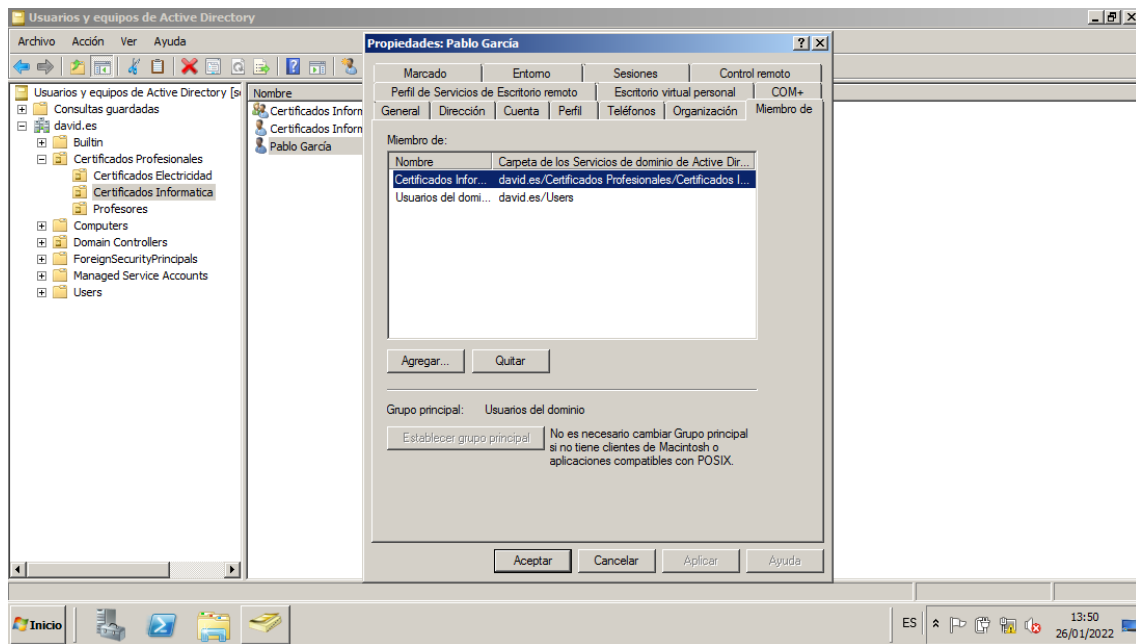 Usuarios y equipos de Active Directory
Archivo Acción Ver Ayuda
Usuarios y equipos de Active Directory [se
Consultas guardadas
david.es
Builtin
Certificados Profesionales
Certificados Electricidad
Certificados Informatica
Profesores
Computers
Domain Controllers
ForeignSecurityPrincipals
Managed Service Accounts
Users
Nombre
Certificados Inform
Certificados Inform
Pablo García
Propiedades: Pablo García
Marcado Entorno Sesiones Control remoto
Perfil de Servicios de Escritorio remoto Escritorio virtual personal COM+
General Dirección Cuenta Perfil Teléfonos Organización Miembro de
Miembro de:
Nombre Carpeta de los Servicios de dominio de Active Dir...
Certificados Infor... david.es/Certificados Profesionales/Certificados I...
Usuarios del domi... david.es/Users
Agregar... Quitar
Grupo principal: Usuarios del dominio
Establecer grupo principal
No es necesario cambiar Grupo principal
si no tiene clientes de Macintosh o
aplicaciones compatibles con POSIX.
Aceptar Cancelar Aplicar Ayuda
Inicio
ES
13:50
26/01/2022